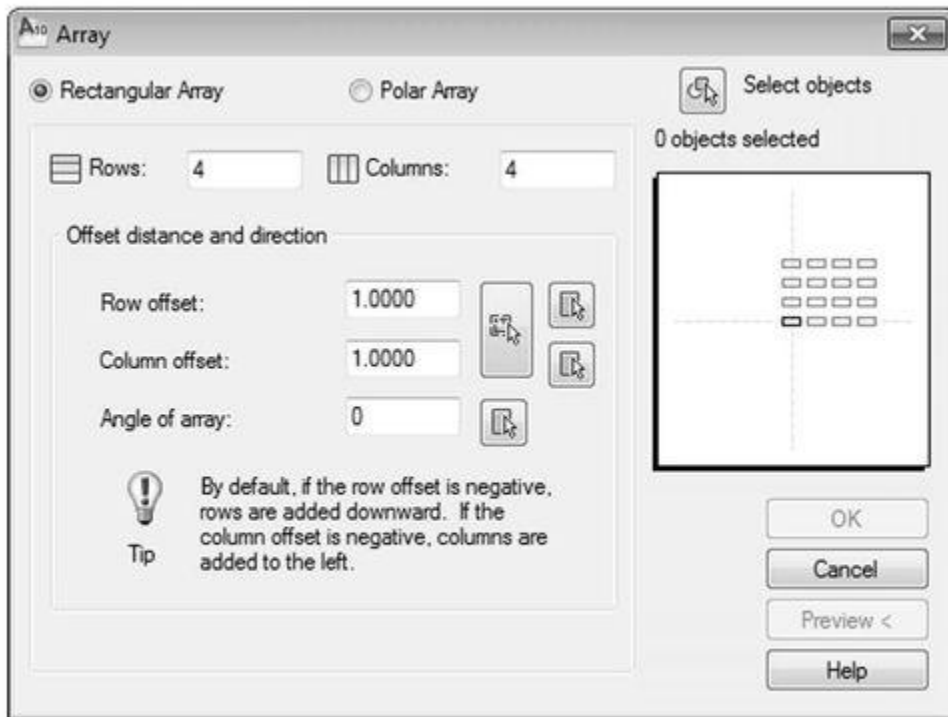 A10 Array
Rectangular Array
Polar Array
Select objects
0 objects selected
Rows: 4
Columns: 4
Offset distance and direction
Row offset: 1.0000
Column offset: 1.0000
Angle of array: 0
By default, if the row offset is negative,
rows are added downward. If the
column offset is negative, columns are
added to the left.
Tip
OK
Cancel
Preview <
Help